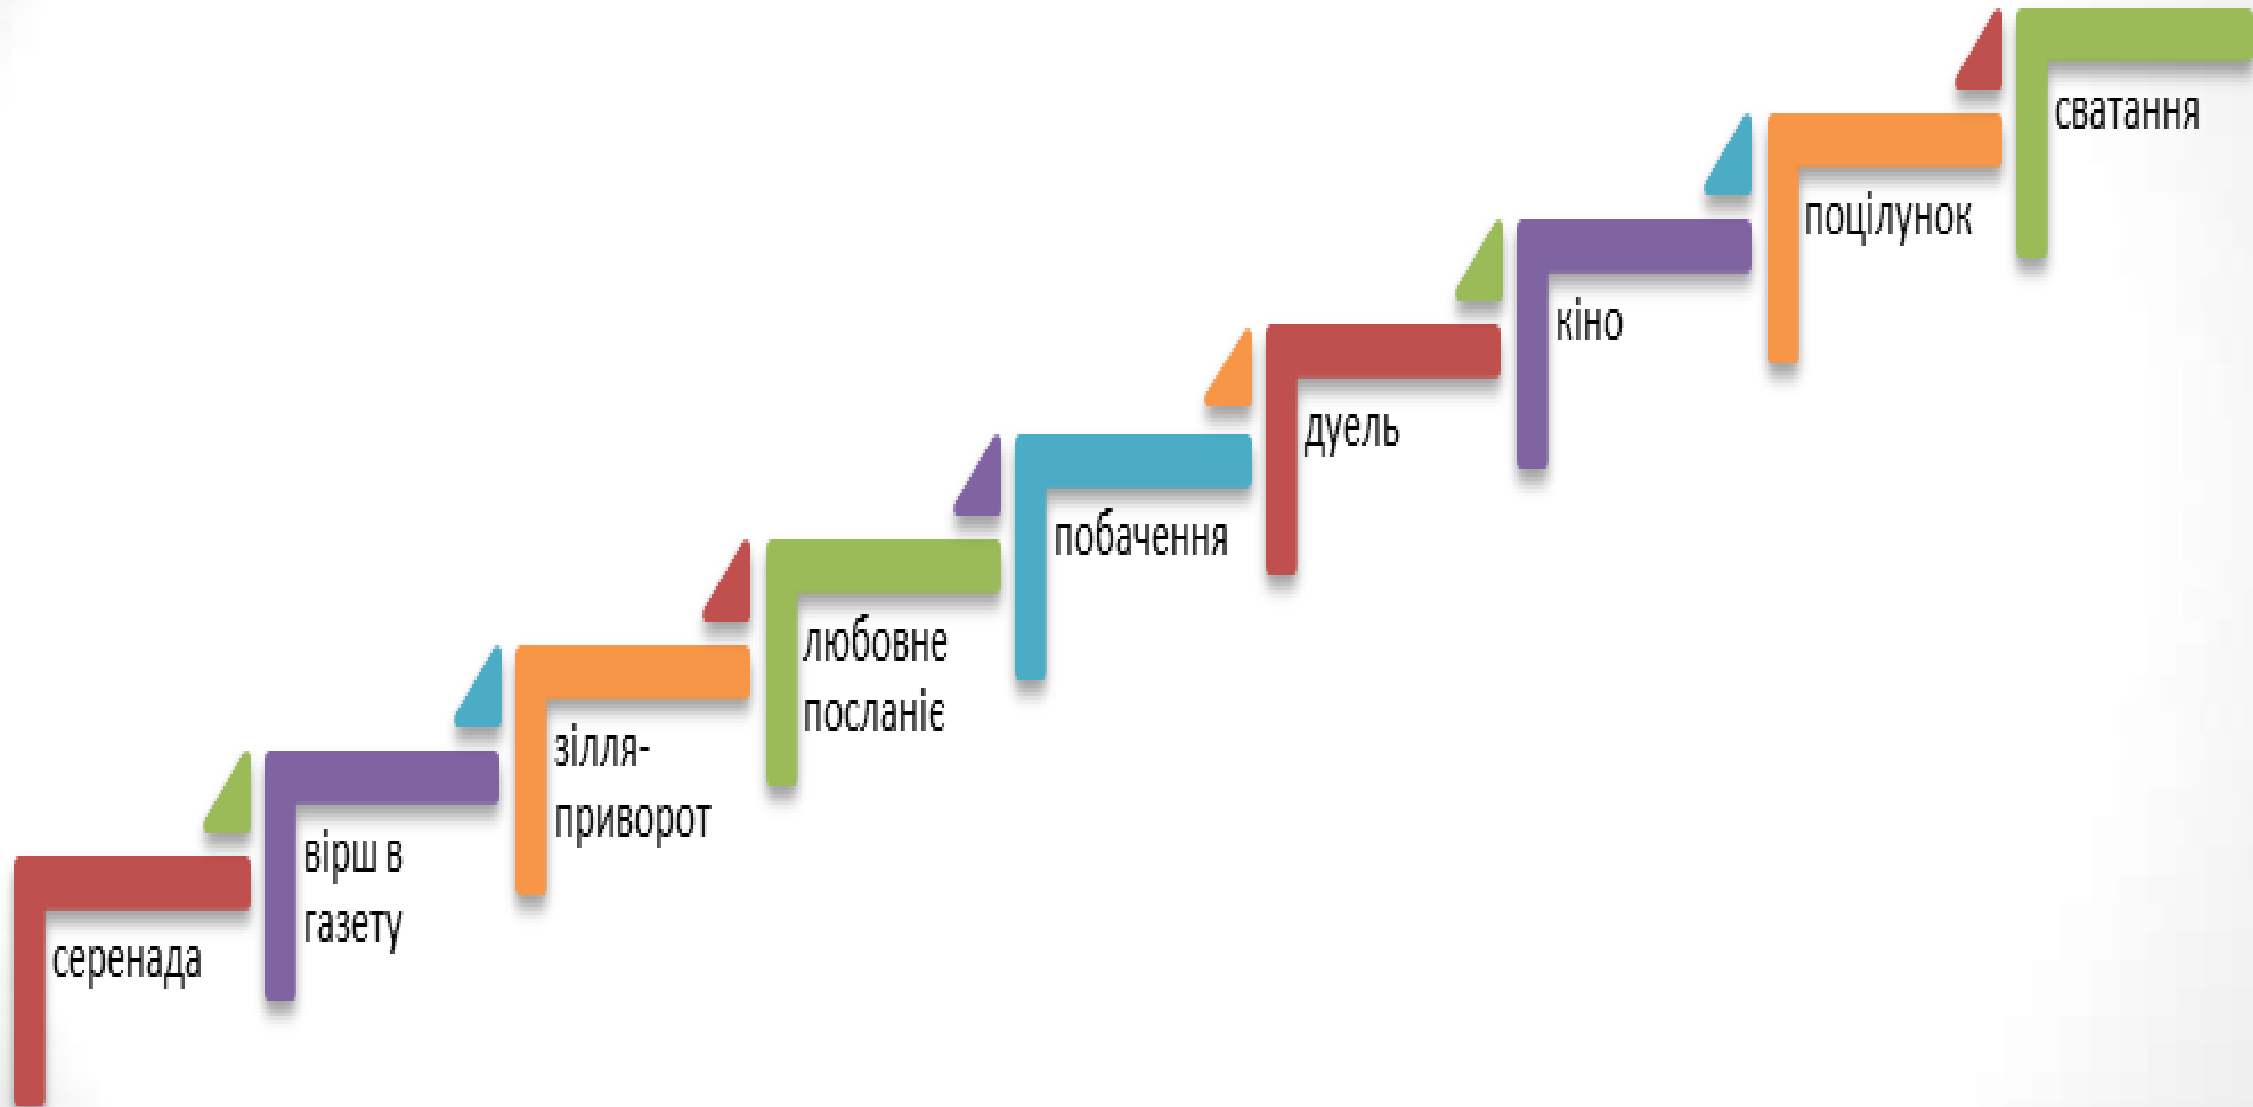 серенада
вірш в
газету
зілля-
приворот
любовне
посланіє
побачення
дуель
кіно
поцілунок
сватання